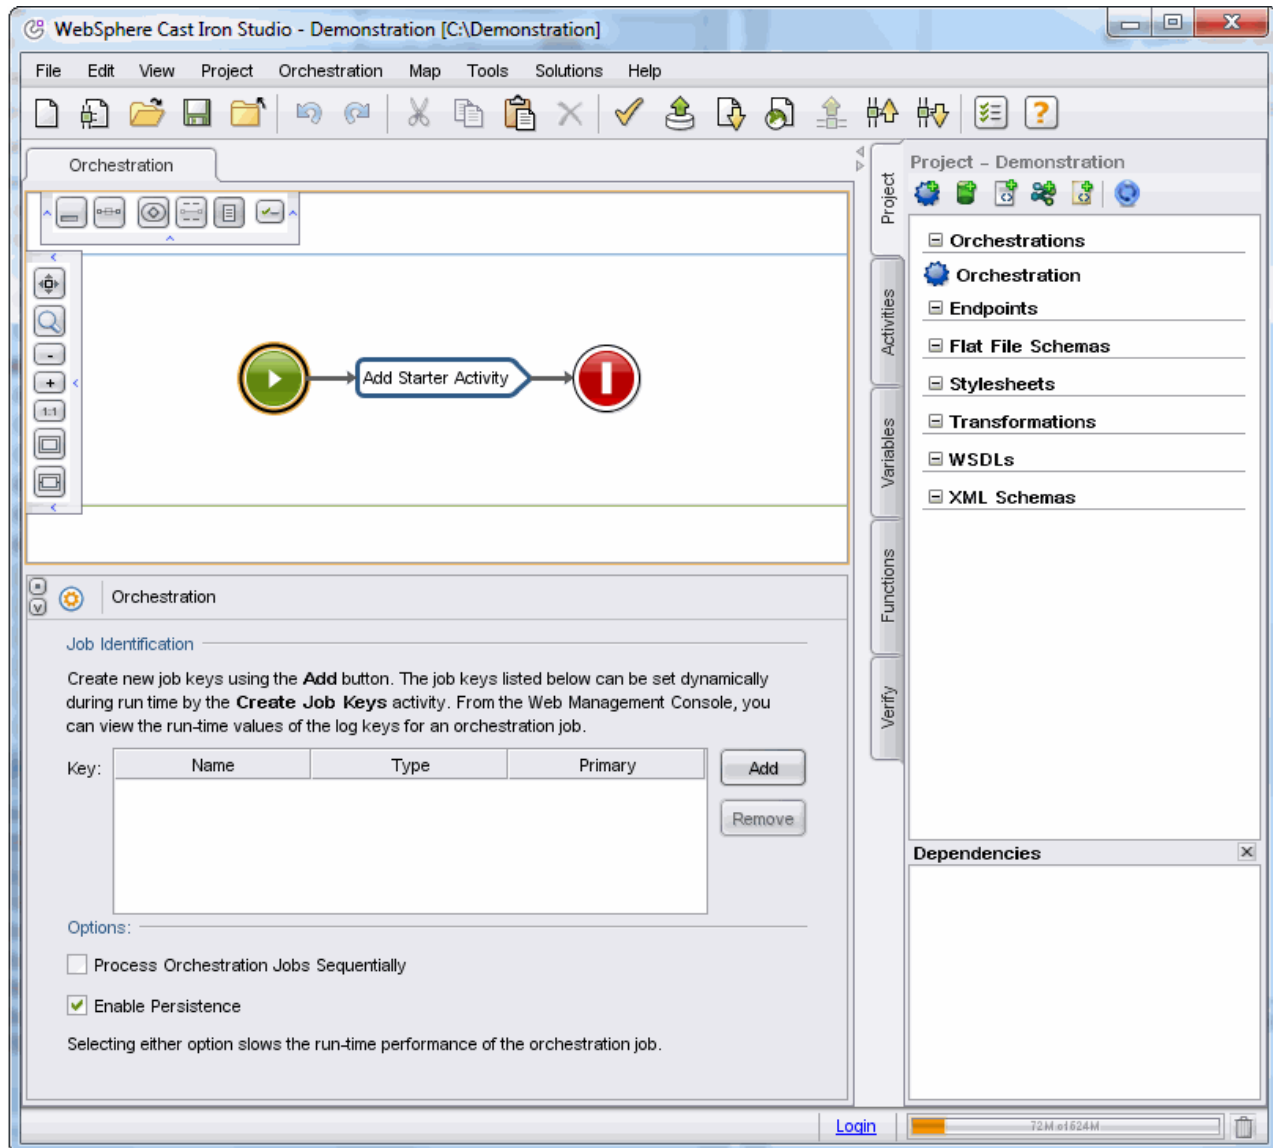 WebSphere Cast Iron Studio - Demonstration [C:\Demonstration]
File Edit View Project Orchestration Map Tools Solutions Help
Orchestration
1:1
Add Starter Activity
Orchestration
Job Identification
Create new job keys using the Add button. The job keys listed below can be set dynamically
during run time by the Create Job Keys activity. From the Web Management Console, you
can view the run-time values of the log keys for an orchestration job.
Key: Name Type Primary
Add
Remove
Options:
Process Orchestration Jobs Sequentially
Enable Persistence
Selecting either option slows the run-time performance of the orchestration job.
Project
Activities
Variables
Functions
Verify
Project - Demonstration
Orchestrations
Orchestration
Endpoints
Flat File Schemas
Stylesheets
Transformations
WSDLs
XML Schemas
Dependencies
Login
72M of 624M